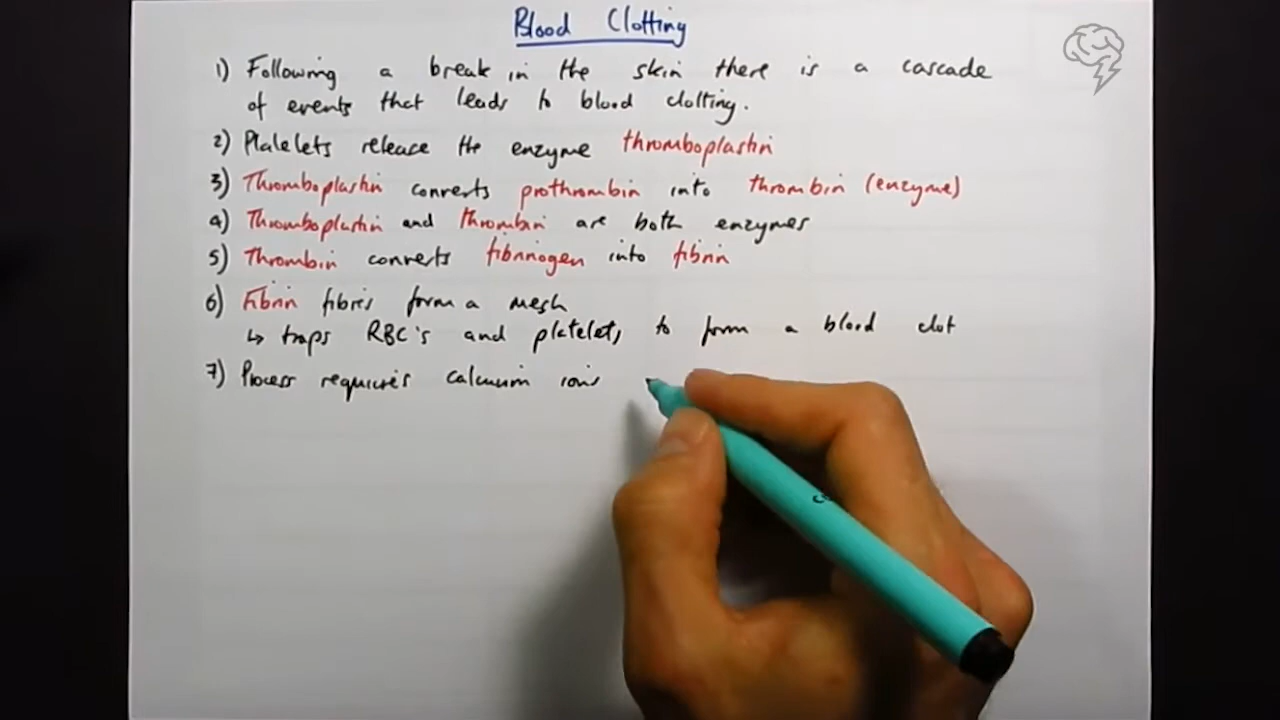 Blood Clotting
1) Following a break in the skin there is a cascade
of events that leads to blood clotting.
2) Platelets release the enzyme thromboplastin
3) Thromboplastin converts prothrombin into thrombin (enzyme)
4) Thromboplastin and thrombin are both enzymes
5) Thrombin converts fibrinogen into fibrin
6) Fibrin fibres form a mesh
↳ traps RBC's and platelets to form a blood clot
7) Process requires calcium ions